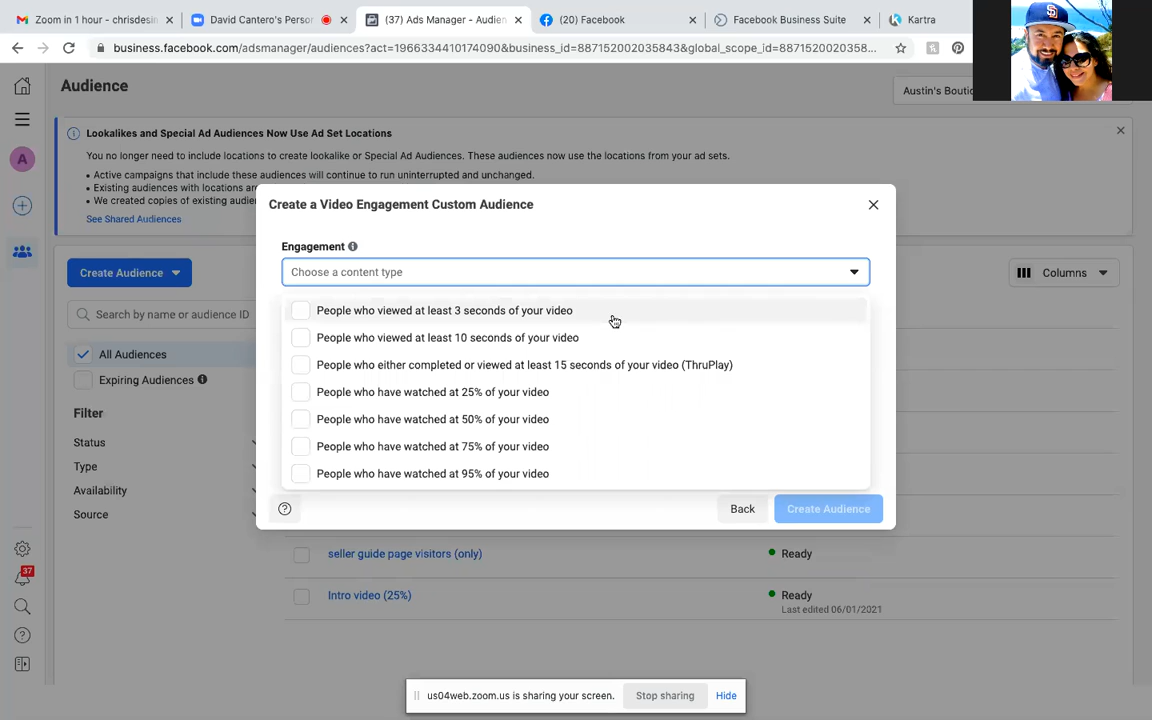 Zoom in 1 hour - chrisdesin
David Cantero's Perso
(37) Ads Manager - Audien
(20) Facebook
Facebook Business Suite
Kartra
business.facebook.com/adsmanager/audiences?act=1966334410174090&business_id=887152002035843&global_scope_id=8871520020358...
Audience
Austin's Boutic
Lookalikes and Special Ad Audiences Now Use Ad Set Locations
You no longer need to include locations to create lookalike or Special Ad Audiences. These audiences now use the locations from your ad sets.
Active campaigns that include these audiences will continue to run uninterrupted and unchanged.
Existing audiences with locations are
We created copies of existing audie
See Shared Audiences
A
Create a Video Engagement Custom Audience
Engagement
Choose a content type
Create Audience
Columns
Search by name or audience ID
People who viewed at least 3 seconds of your video
People who viewed at least 10 seconds of your video
All Audiences
People who either completed or viewed at least 15 seconds of your video (ThruPlay)
Expiring Audiences
People who have watched at 25% of your video
Filter
People who have watched at 50% of your video
Status
People who have watched at 75% of your video
Type
People who have watched at 95% of your video
Availability
Source
Back
Create Audience
seller guide page visitors (only)
Ready
37
Intro video (25%)
Ready
Last edited 06/01/2021
us04web.zoom.us is sharing your screen.
Stop sharing
Hide